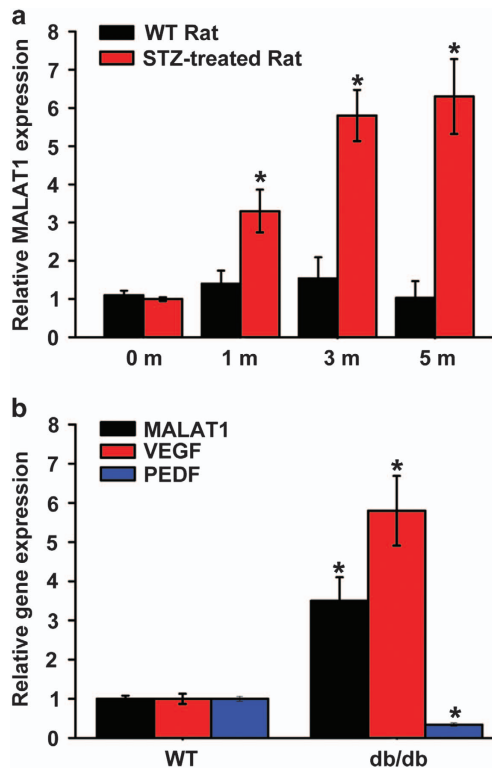 a
WT Rat
STZ-treated Rat
Relative MALAT1 expression
8
7
6
5
4
3
2
1
0
*
*
*
0 m 1 m 3 m 5 m
b
MALAT1
VEGF
PEDF
Relative gene expression
8
7
6
5
4
3
2
1
0
*
*
*
WT db/db